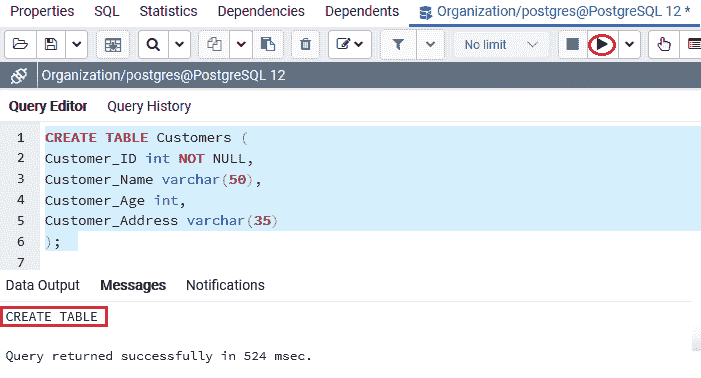 Properties SQL Statistics Dependencies Dependents Organization/postgres@PostgreSQL 12 *
No limit
Organization/postgres@PostgreSQL 12
Query Editor Query History
1 CREATE TABLE Customers (
2 Customer_ID int NOT NULL,
3 Customer_Name varchar(50),
4 Customer_Age int,
5 Customer_Address varchar(35)
6 );
7
Data Output Messages Notifications
CREATE TABLE
Query returned successfully in 524 msec.